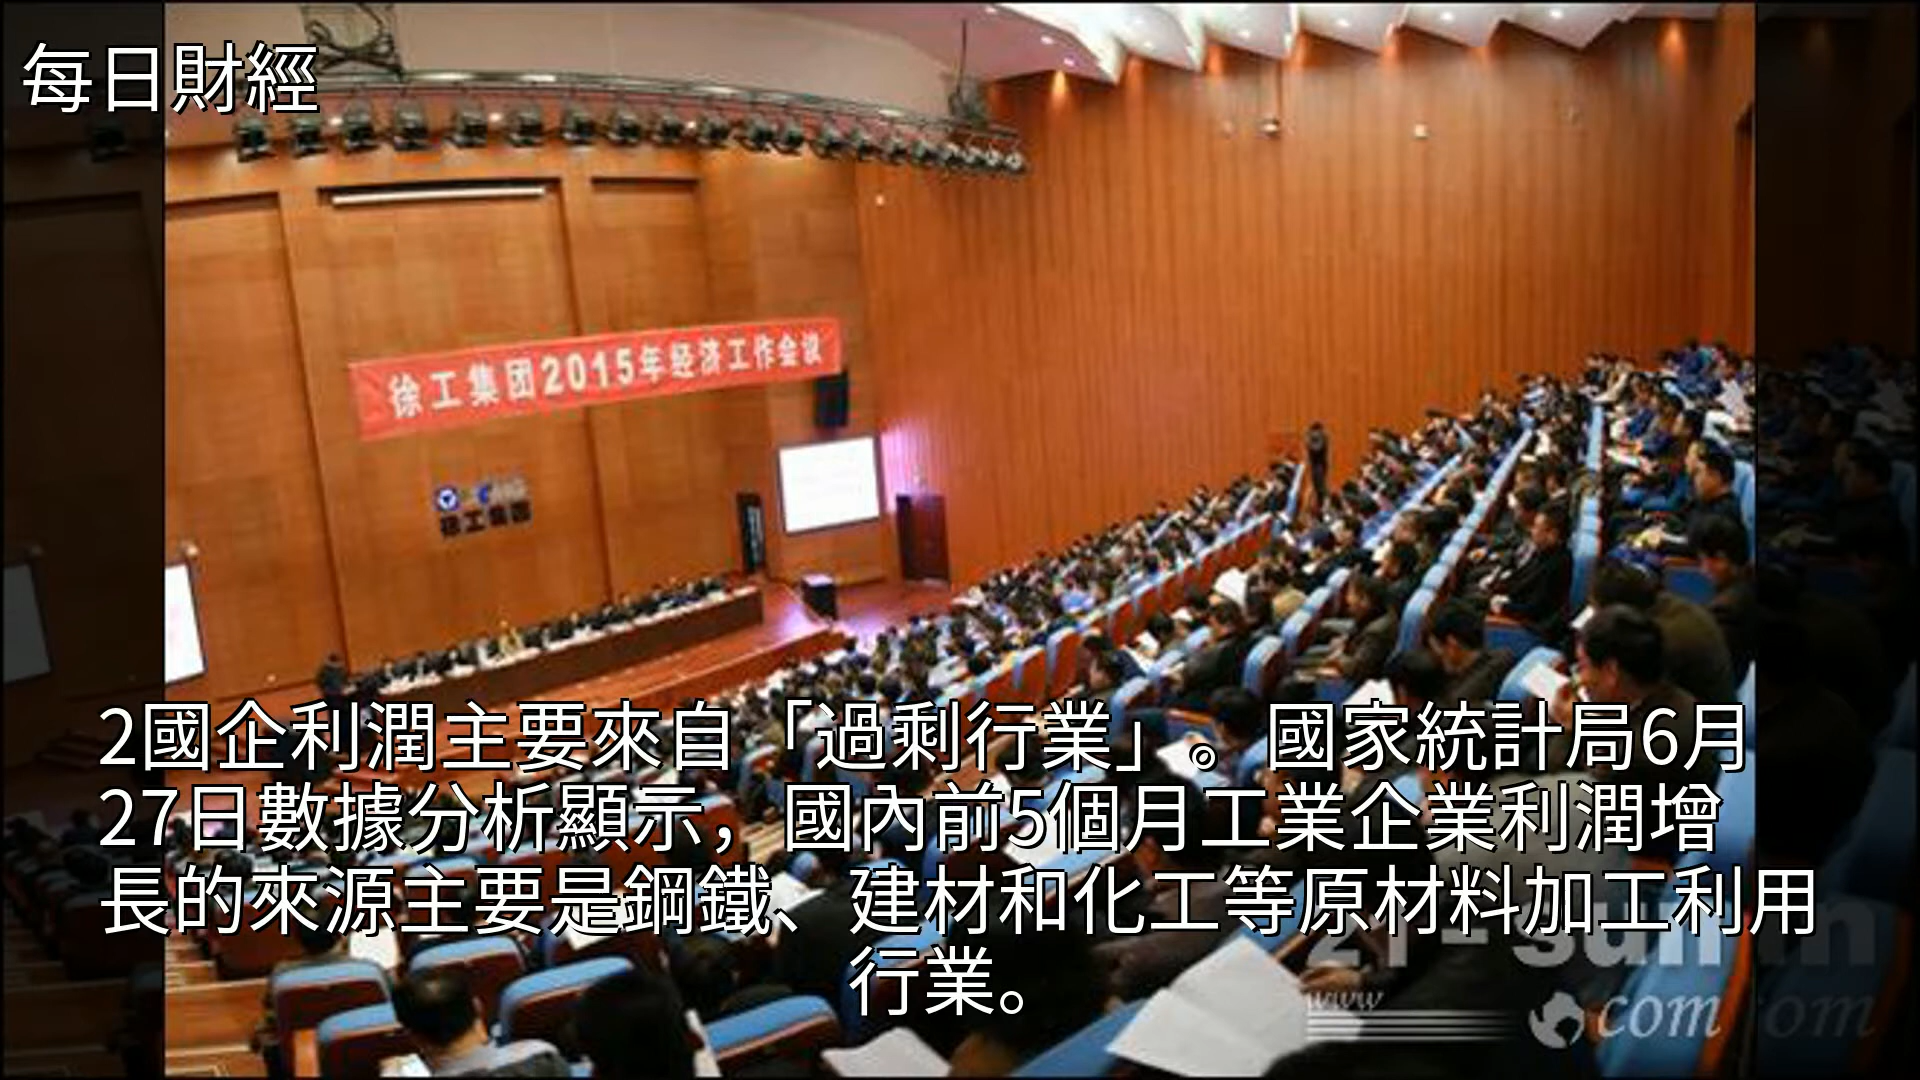 每日財經
徐工集团2015年经济工作会议
徐工集团
2國企利潤主要來自「過剩行業」。國家統計局6月
27日數據分析顯示，國內前5個月工業企業利潤增
長的來源主要是鋼鐵、建材和化工等原材料加工利用
行業。
21-sun
www
com